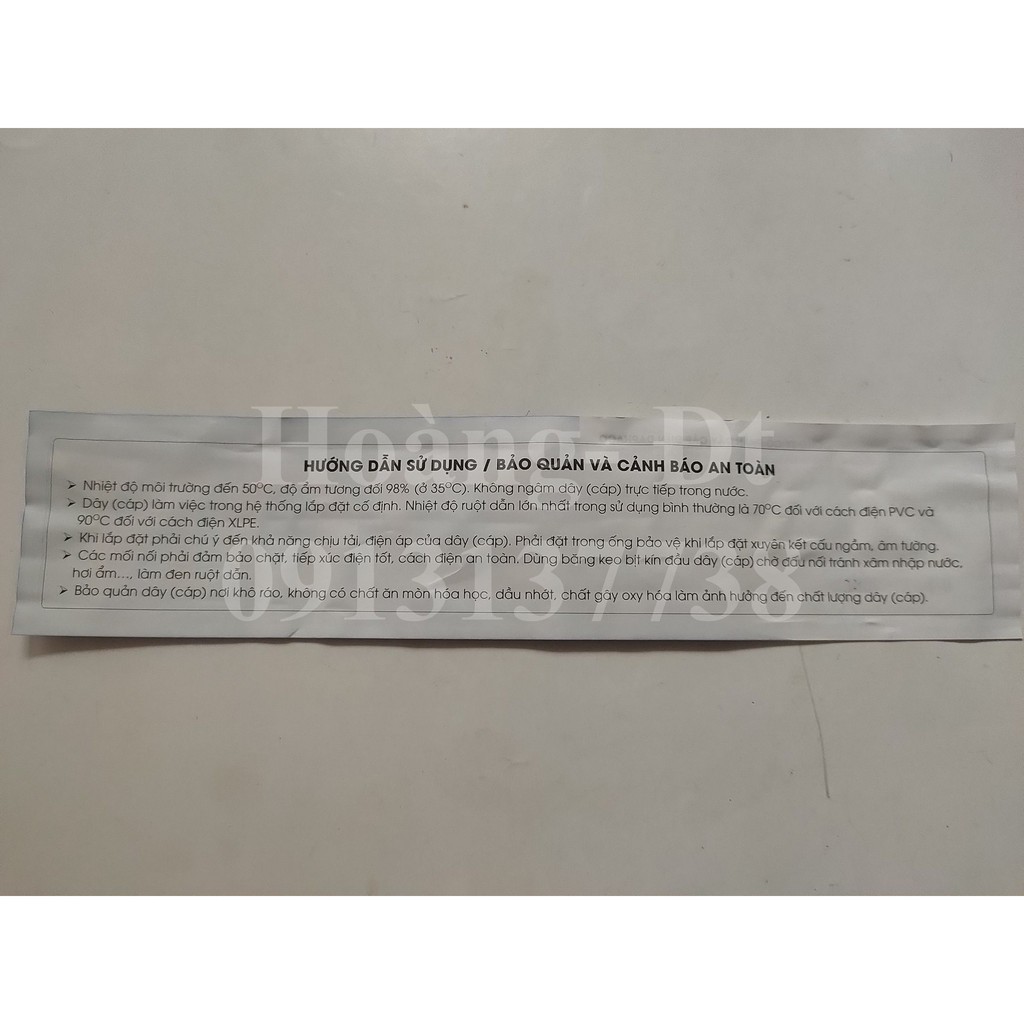 HƯỚNG DẪN SỬ DỤNG / BẢO QUẢN VÀ CẢNH BÁO AN TOÀN
➢ Nhiệt độ môi trường đến 50°C, độ ẩm tương đối 98% (ở 35°C). Không ngâm dây (cáp) trực tiếp trong nước.
➢ Dây (cáp) làm việc trong hệ thống lắp đặt cố định. Nhiệt độ ruột dẫn lớn nhất trong sử dụng bình thường là 70°C đối với cách điện PVC và
90°C đối với cách điện XLPE.
➢ Khi lắp đặt phải chú ý đến khả năng chịu tải, điện áp của dây (cáp). Phải đặt trong ống bảo vệ khi lắp đặt xuyên kết cấu ngầm, âm tường.
➢ Các mối nối phải đảm bảo chặt, tiếp xúc điện tốt, cách điện an toàn. Dùng băng keo bịt kín đầu dây (cáp) chờ đấu nối tránh xâm nhập nước,
hơi ẩm..., làm đen ruột dẫn.
➢ Bảo quản dây (cáp) nơi khô ráo, không có chất ăn mòn hóa học, dầu nhớt, chất gây oxy hóa làm ảnh hưởng đến chất lượng dây (cáp).
Hoàng Dt
0913137738